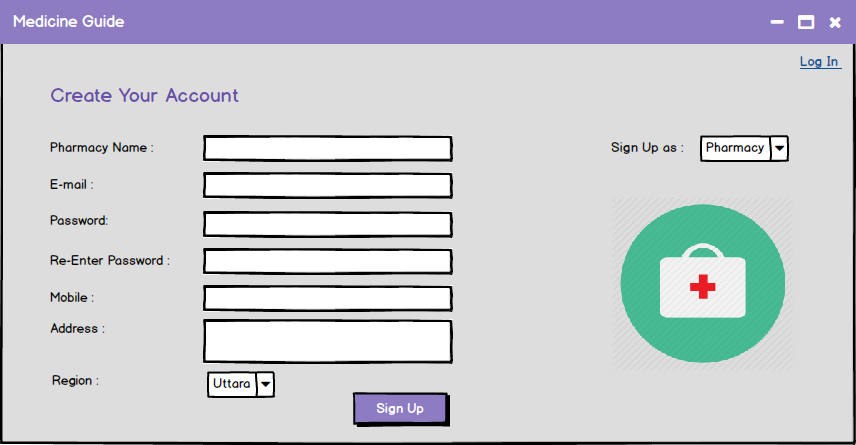 Medicine Guide
Log In
Create Your Account
Pharmacy Name :
Sign Up as :
Pharmacy
E-mail :
Password:
Re-Enter Password :
Mobile :
Address :
Region :
Uttara
Sign Up